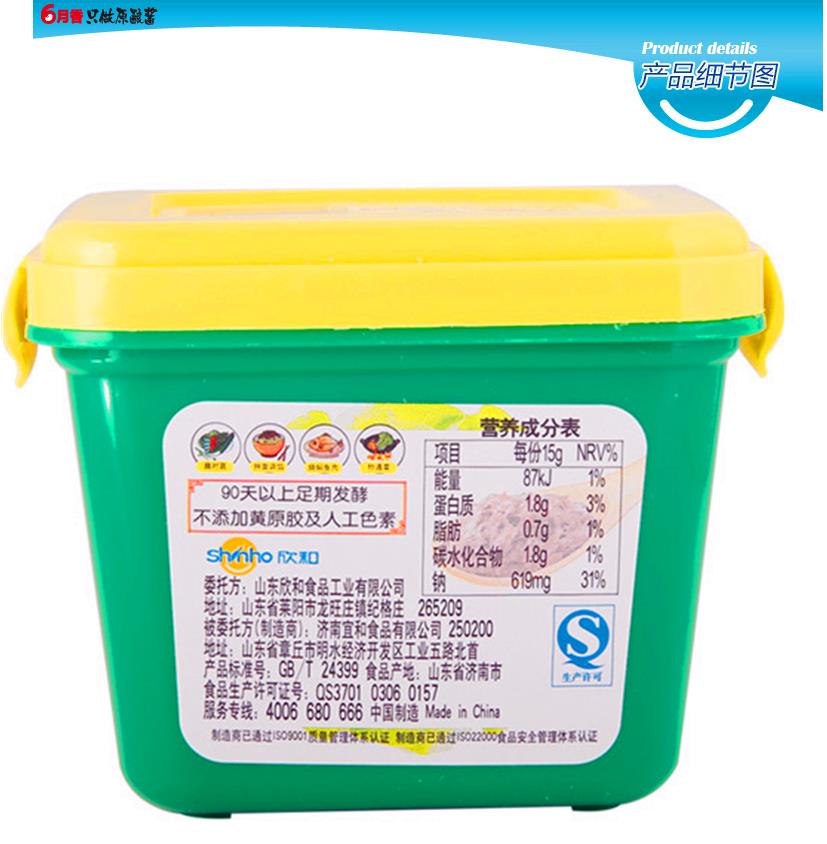 6月香 只做原酿酱
Product details
产品细节图
营养成分表
项目 每份15g NRV%
能量 87kJ 1%
蛋白质 1.8g 3%
脂肪 0.7g 1%
碳水化合物 1.8g 1%
钠 619mg 31%
90天以上足期发酵
不添加黄原胶及人工色素
shinho 欣和
委托方：山东欣和食品工业有限公司
地址：山东省莱阳市龙旺庄镇纪格庄 265209
被委托方(制造商)：济南宜和食品有限公司 250200
地址：山东省章丘市明水经济开发区工业五路北首
产品标准号：GB/T 24399 食品产地：山东省济南市
食品生产许可证号：QS3701 0306 0157
服务专线：4006 680 666 中国制造 Made in China
制造商已通过ISO9001质量管理体系认证 制造商已通过ISO22000食品安全管理体系认证
生产许可